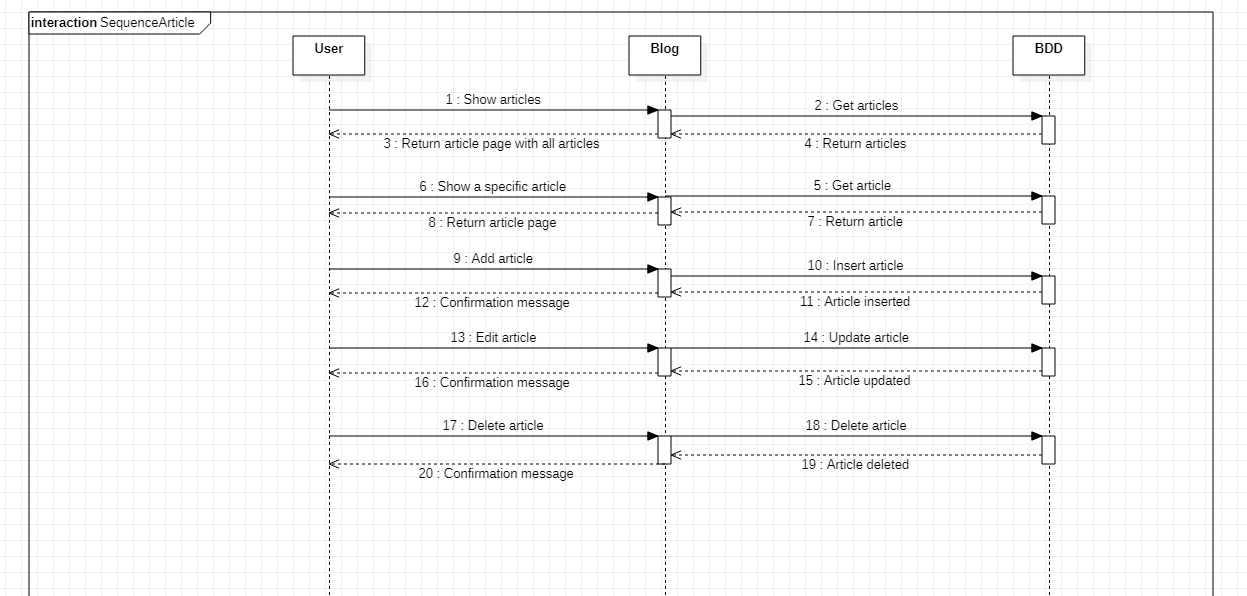 interaction SequenceArticle
User
Blog
BDD
1 : Show articles
2 : Get articles
3 : Return article page with all articles
4 : Return articles
6 : Show a specific article
5 : Get article
8 : Return article page
7 : Return article
9 : Add article
10 : Insert article
12 : Confirmation message
11 : Article inserted
13 : Edit article
14 : Update article
16 : Confirmation message
15 : Article updated
17 : Delete article
18 : Delete article
20 : Confirmation message
19 : Article deleted